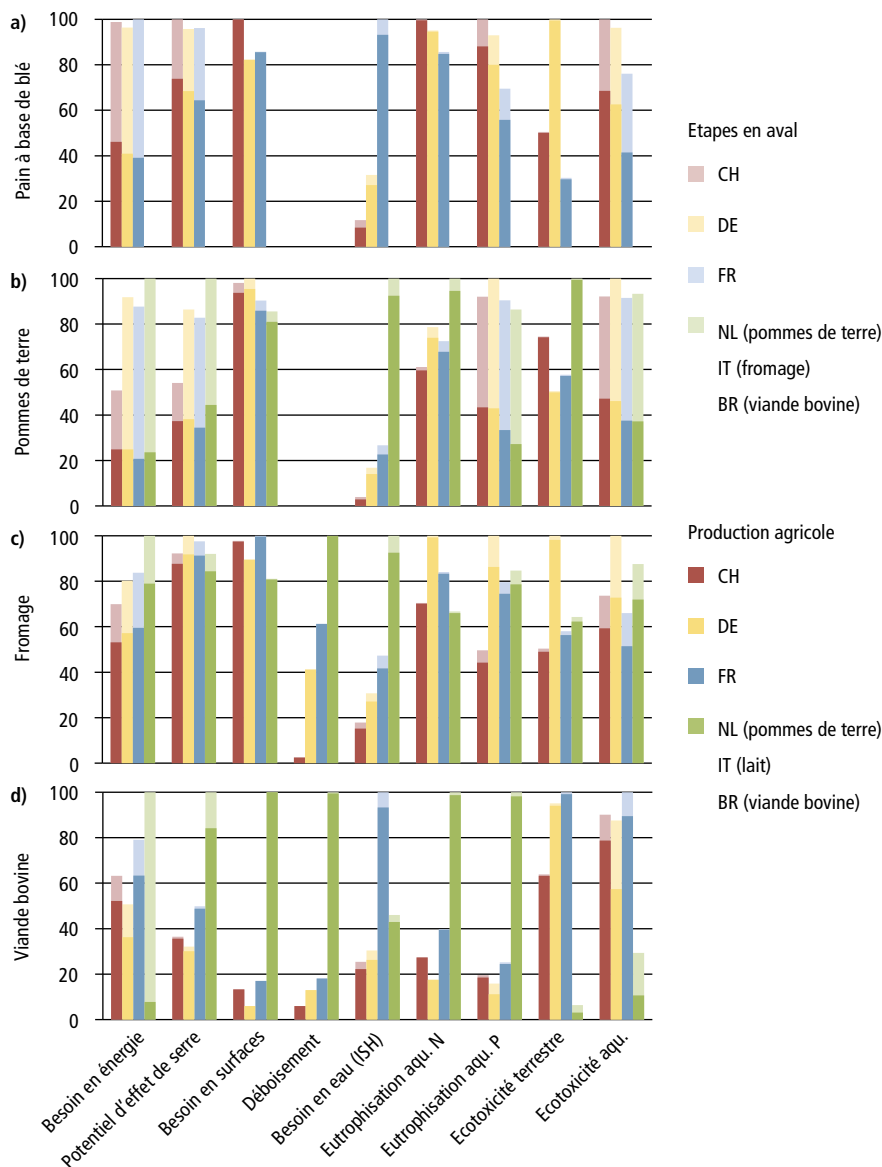 a)
Pain à base de blé
100
80
60
40
20
0
b)
Pommes de terre
100
80
60
40
20
0
c)
Fromage
100
80
60
40
20
0
d)
Viande bovine
100
80
60
40
20
0
Besoin en énergie
Potentiel d'effet de serre
Besoin en surfaces
Déboisement
Besoin en eau (ISH)
Eutrophisation aqu. N
Eutrophisation aqu. P
Ecotoxicité terrestre
Ecotoxicité aqu.
Etapes en aval
CH
DE
FR
NL (pommes de terre)
IT (fromage)
BR (viande bovine)
Production agricole
CH
DE
FR
NL (pommes de terre)
IT (lait)
BR (viande bovine)